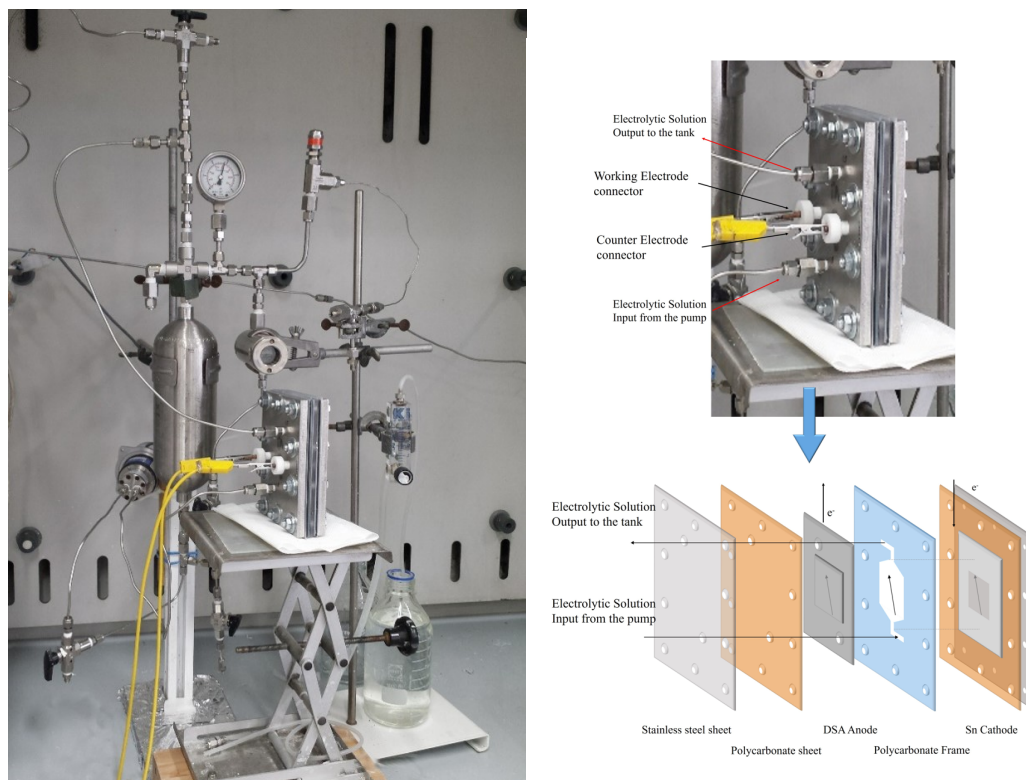 Electrolytic Solution
Output to the tank
Working Electrode
connector
Counter Electrode
connector
Electrolytic Solution
Input from the pump
Electrolytic Solution
Output to the tank
e-
e-
Electrolytic Solution
Input from the pump
Stainless steel sheet
DSA Anode
Sn Cathode
Polycarbonate sheet
Polycarbonate Frame